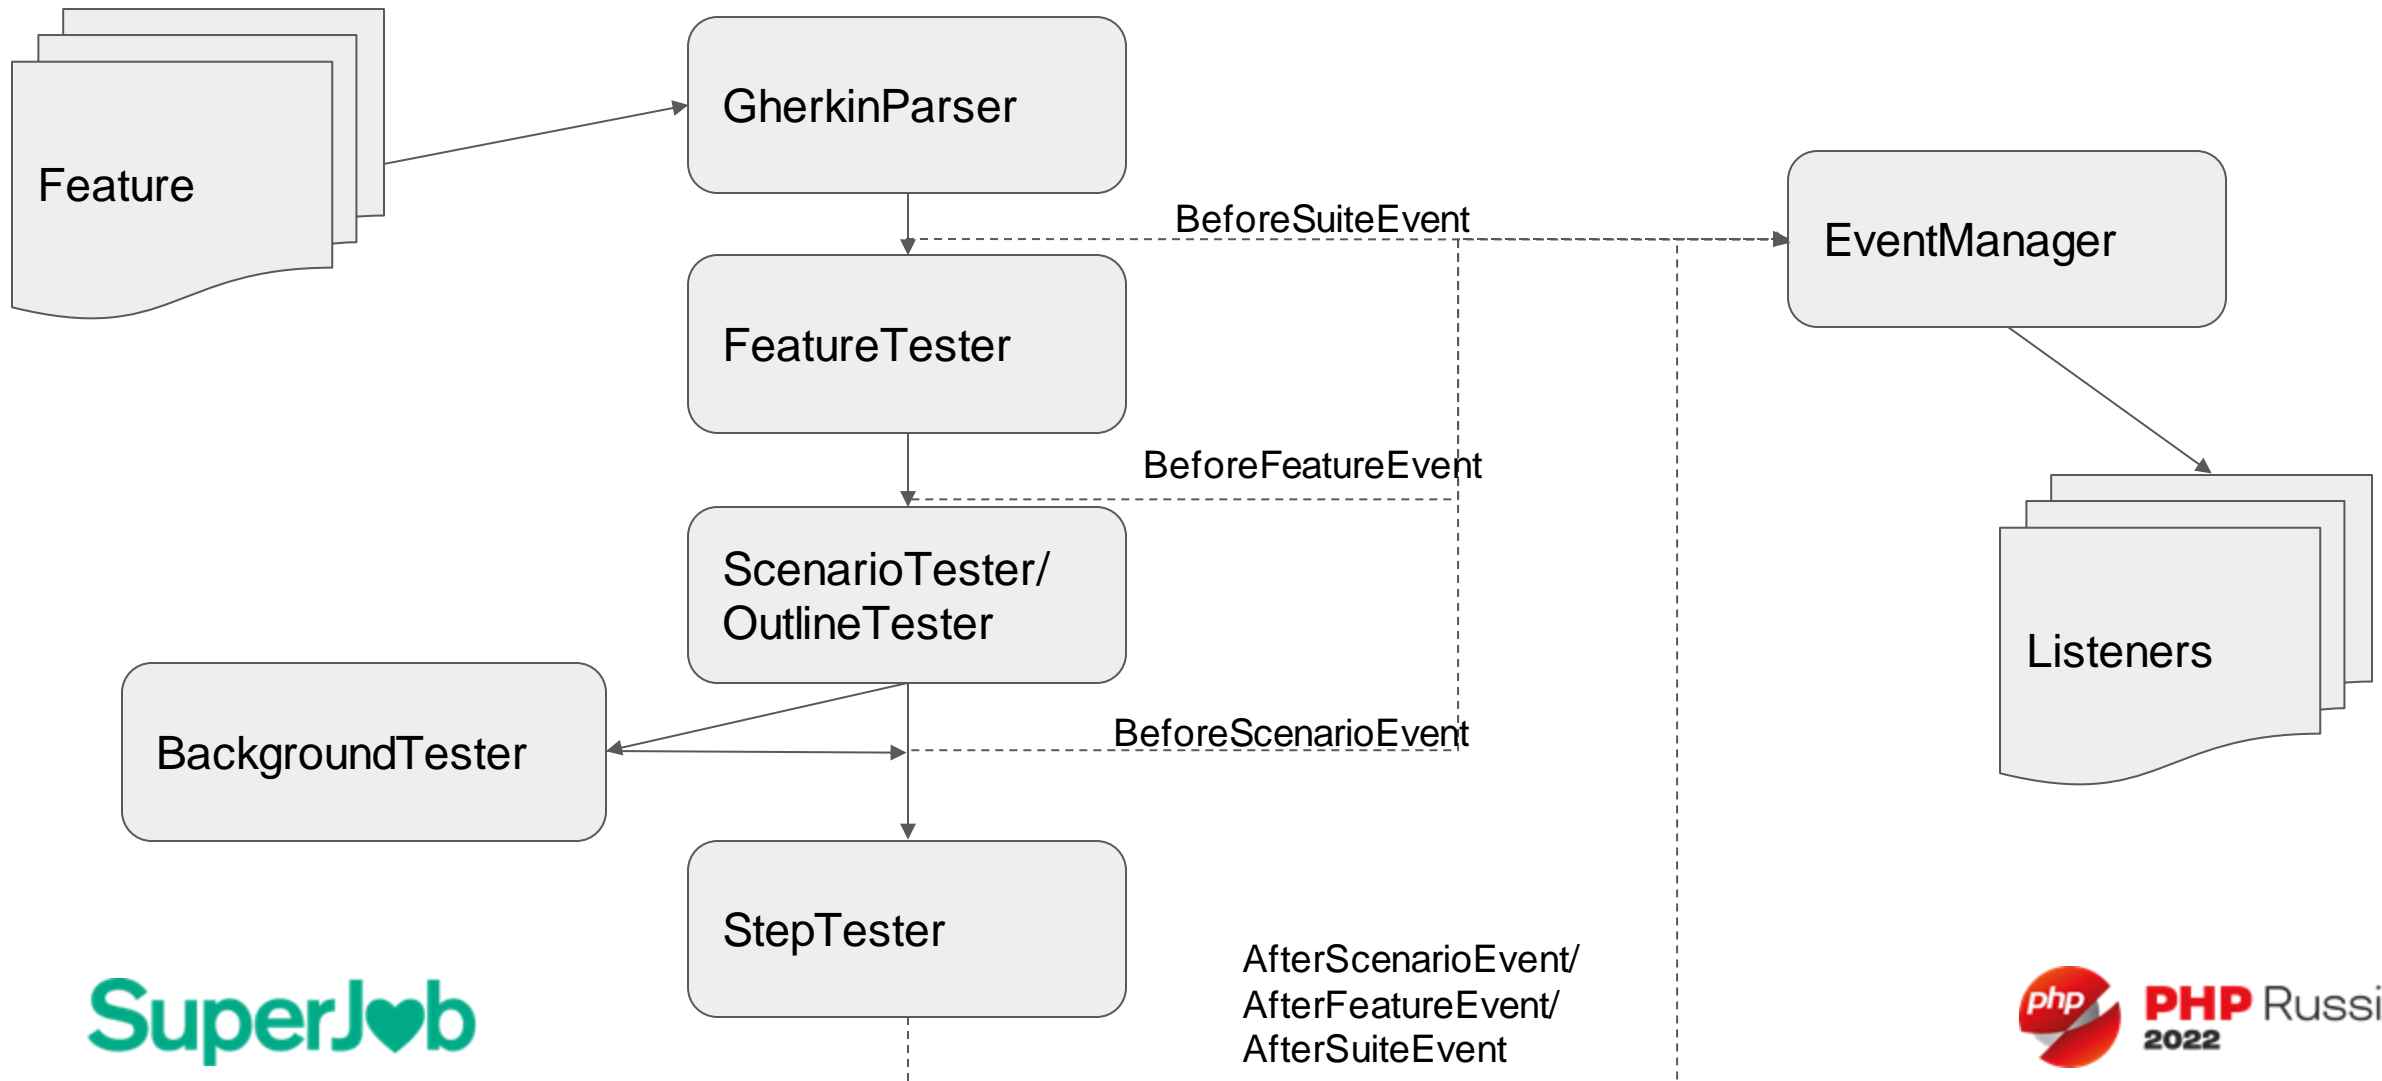 Feature
GherkinParser
BeforeSuiteEvent
EventManager
FeatureTester
BeforeFeatureEvent
ScenarioTester/
OutlineTester
Listeners
BackgroundTester
BeforeScenarioEvent
StepTester
AfterScenarioEvent/
AfterFeatureEvent/
AfterSuiteEvent
SuperJob
php
PHP Russi
2022